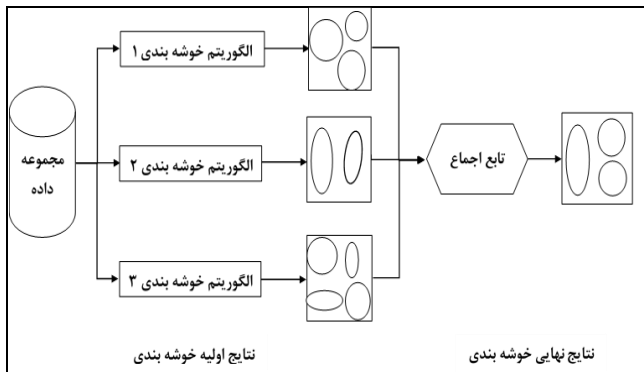 الگوریتم خوشه بندی ۱
مجموعه
داده
الگوریتم خوشه بندی ۲
تابع اجماع
الگوریتم خوشه بندی ۳
نتایج اولیه خوشه بندی
نتایج نهایی خوشه بندی